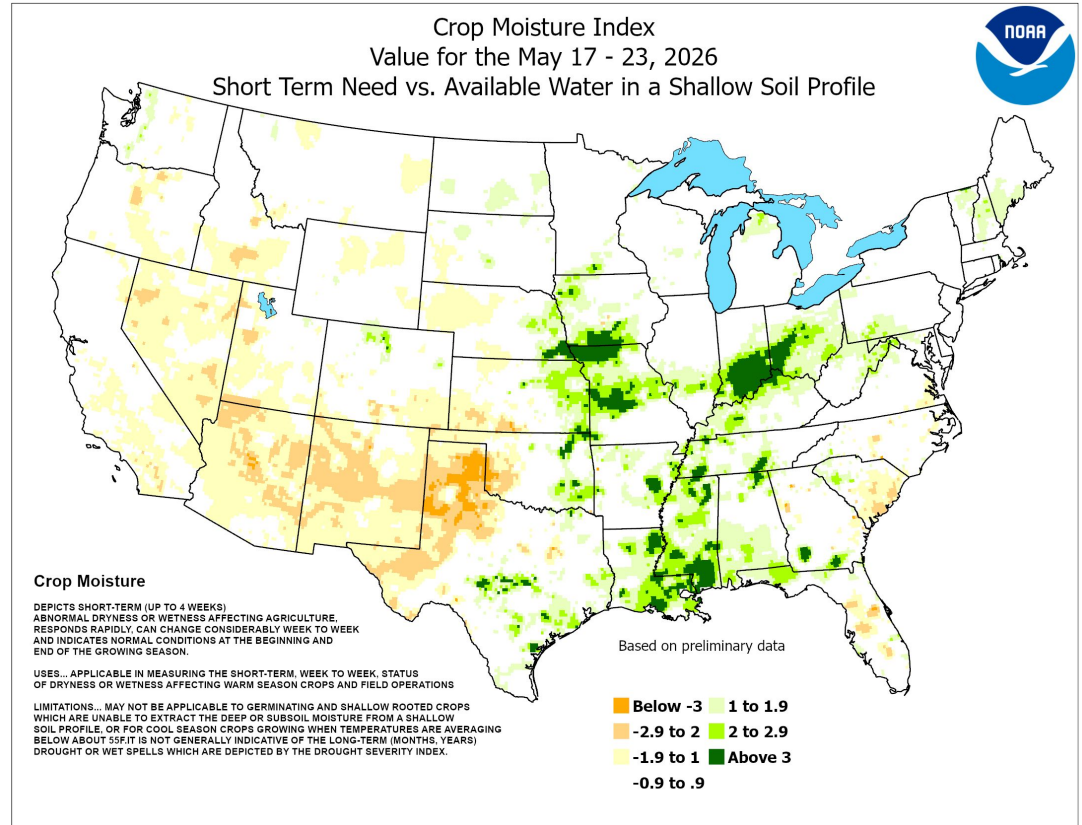 Crop Moisture Index
Value for the May 17 - 23, 2026
Short Term Need vs. Available Water in a Shallow Soil Profile
NOAA
Crop Moisture
DEPICTS SHORT-TERM (UP TO 4 WEEKS)
ABNORMAL DRYNESS OR WETNESS AFFECTING AGRICULTURE,
RESPONDS RAPIDLY, CAN CHANGE CONSIDERABLY WEEK TO WEEK
AND INDICATES NORMAL CONDITIONS AT THE BEGINNING AND
END OF THE GROWING SEASON.
USES... APPLICABLE IN MEASURING THE SHORT-TERM, WEEK TO WEEK, STATUS
OF DRYNESS OR WETNESS AFFECTING WARM SEASON CROPS AND FIELD OPERATIONS
LIMITATIONS... MAY NOT BE APPLICABLE TO GERMINATING AND SHALLOW ROOTED CROPS
WHICH ARE UNABLE TO EXTRACT THE DEEP OR SUBSOIL MOISTURE FROM A SHALLOW
SOIL PROFILE, OR FOR COOL SEASON CROPS GROWING WHEN TEMPERATURES ARE AVERAGING
BELOW ABOUT 55F.IT IS NOT GENERALLY INDICATIVE OF THE LONG-TERM (MONTHS, YEARS)
DROUGHT OR WET SPELLS WHICH ARE DEPICTED BY THE DROUGHT SEVERITY INDEX.
Based on preliminary data
Below -3
-2.9 to 2
-1.9 to 1
-0.9 to .9
1 to 1.9
2 to 2.9
Above 3